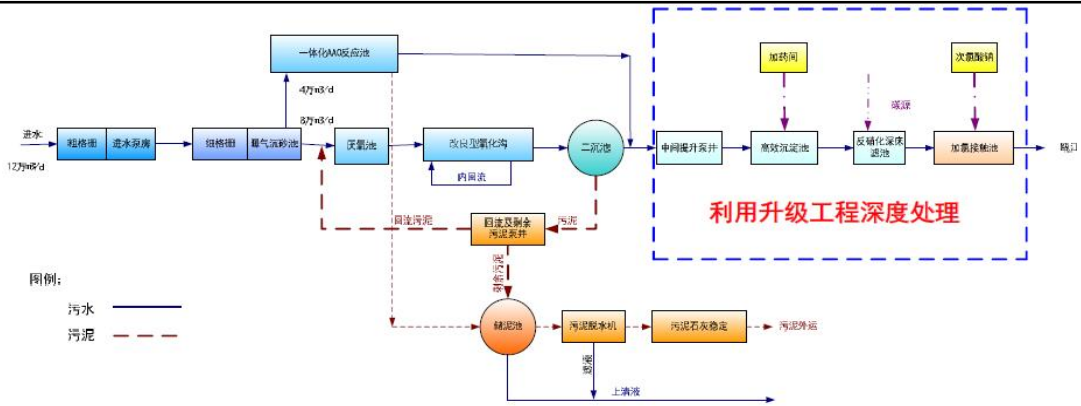 一体化AAO反应池
加药间
次氯酸钠
4万m3/d
碳源
进水
8万m3/d
粗格栅
进水泵房
细格栅
曝气沉砂池
厌氧池
改良型氧化沟
二沉池
中间提升泵井
高效沉淀池
反硝化深床
滤池
加氯接触池
瓯江
12万m3/d
内回流
利用升级工程深度处理
回流污泥
回流及剩余
污泥泵井
污泥
剩余污泥
图例：
污水
污泥
储泥池
污泥脱水机
污泥石灰稳定
污泥外运
滤液
上清液